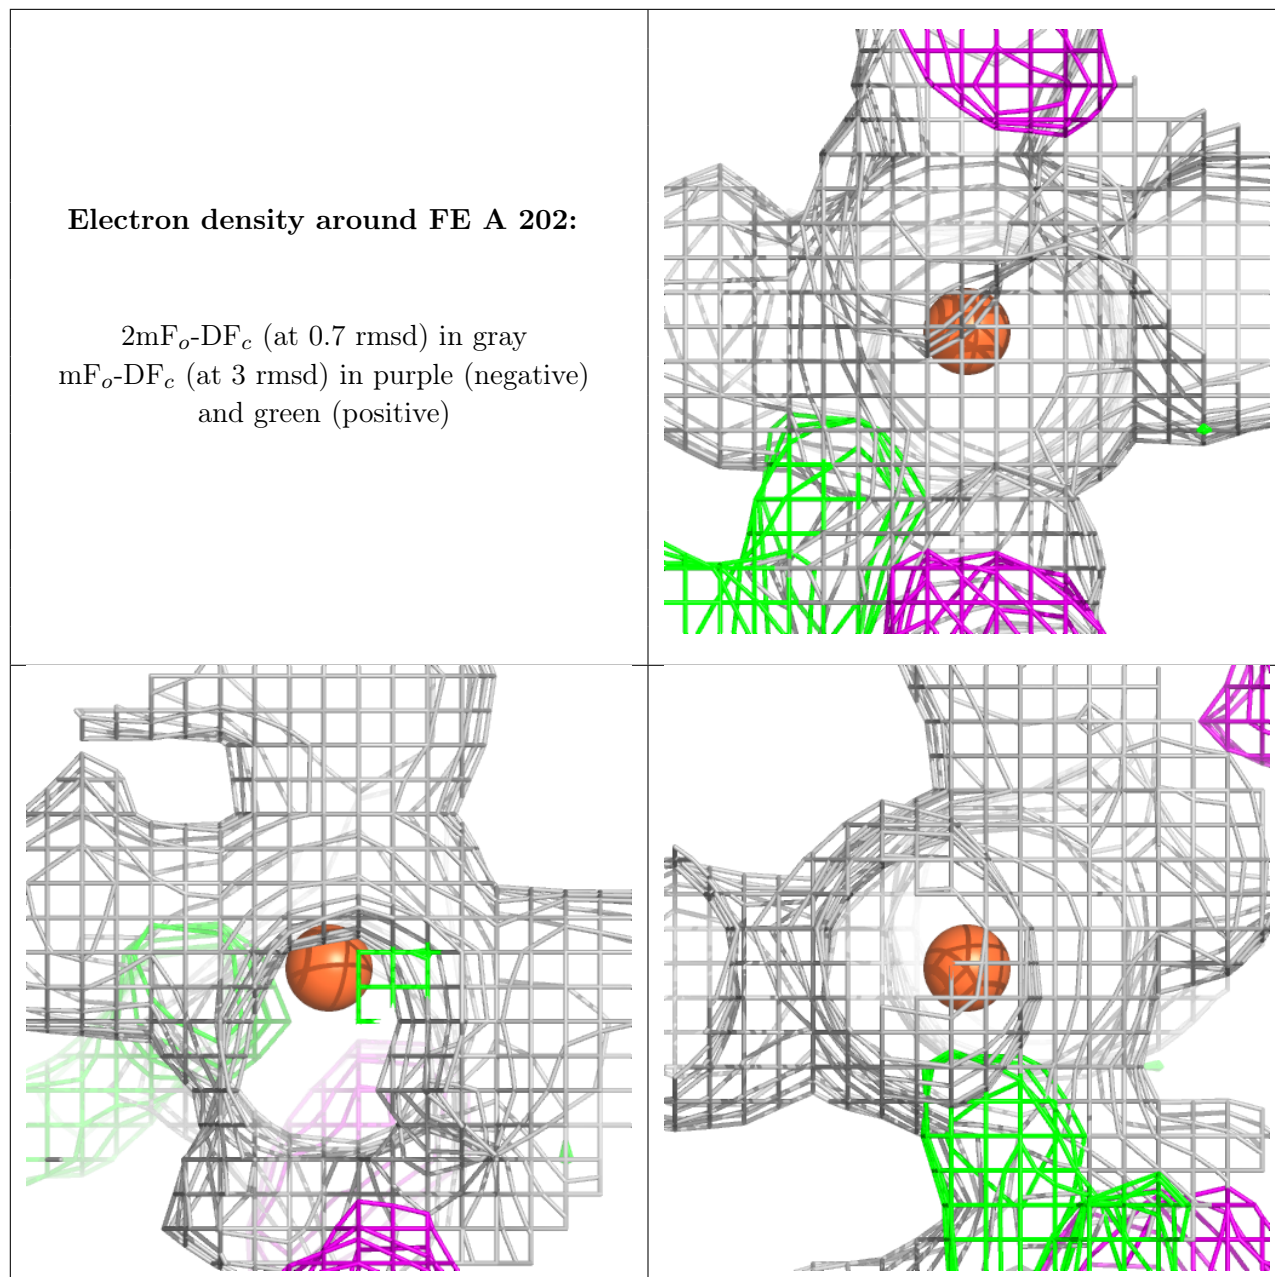 Electron density around FE A 202:
2mFo-DFc (at 0.7 rmsd) in gray
mFo-DFc (at 3 rmsd) in purple (negative)
and green (positive)